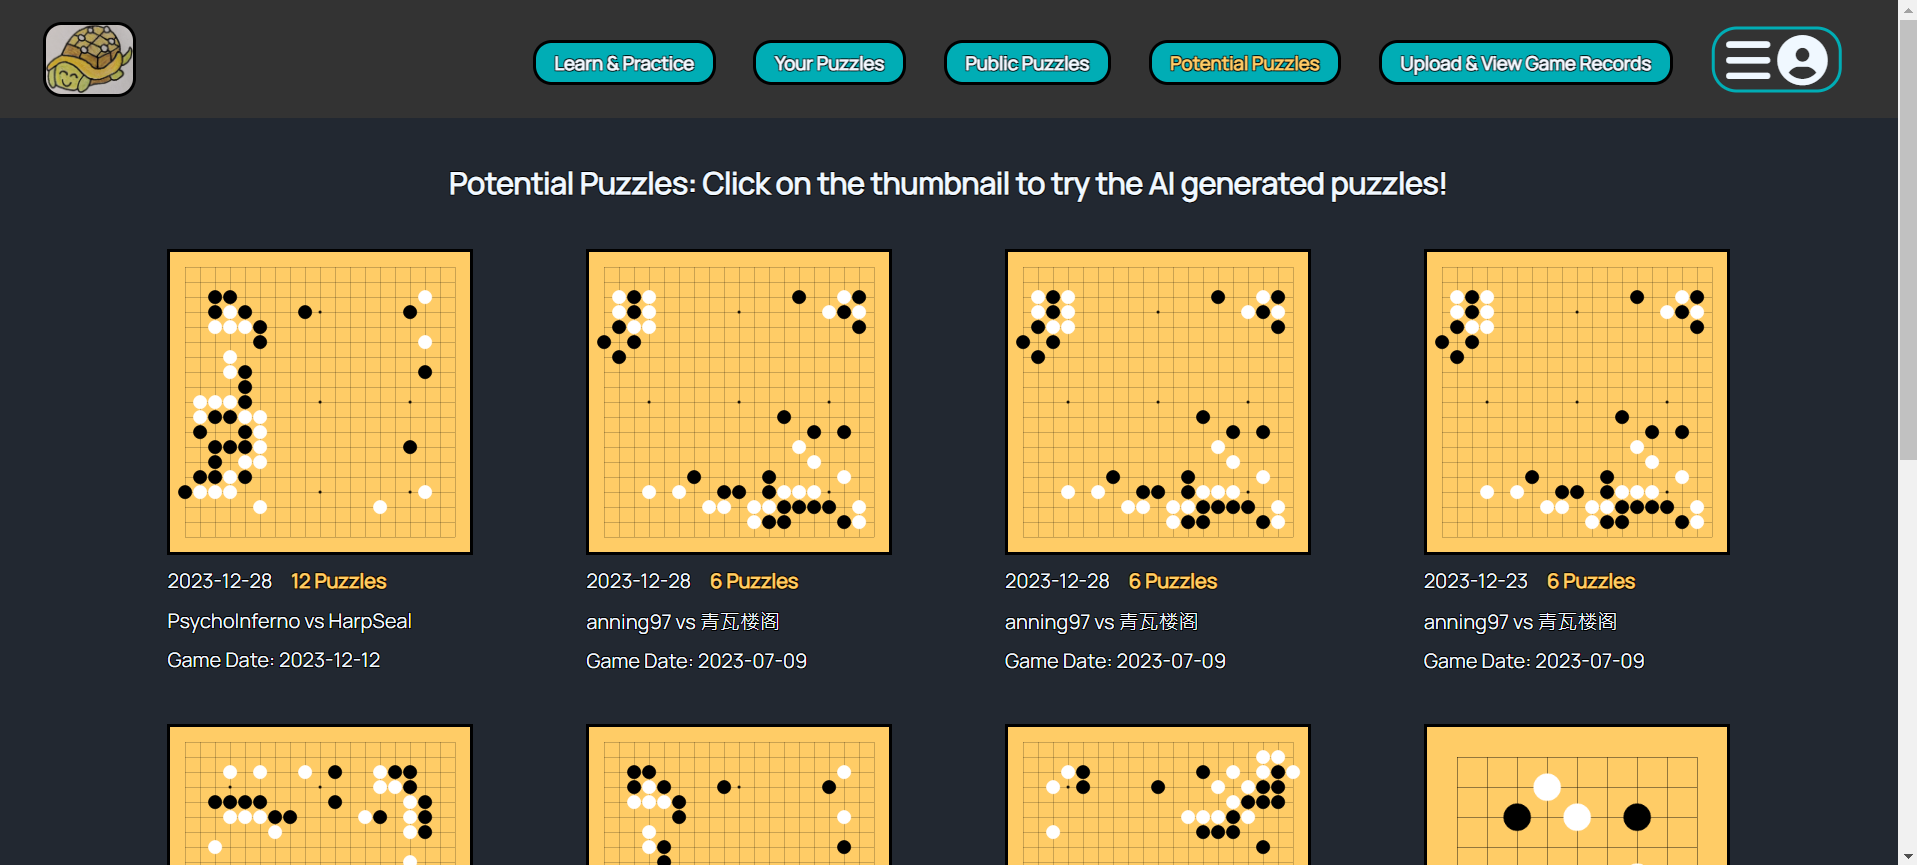 Learn & Practice
Your Puzzles
Public Puzzles
Potential Puzzles
Upload & View Game Records
Potential Puzzles: Click on the thumbnail to try the AI generated puzzles!
2023-12-28 12 Puzzles
PsychoInferno vs HarpSeal
Game Date: 2023-12-12
2023-12-28 6 Puzzles
anning97 vs 青瓦楼阁
Game Date: 2023-07-09
2023-12-28 6 Puzzles
anning97 vs 青瓦楼阁
Game Date: 2023-07-09
2023-12-23 6 Puzzles
anning97 vs 青瓦楼阁
Game Date: 2023-07-09